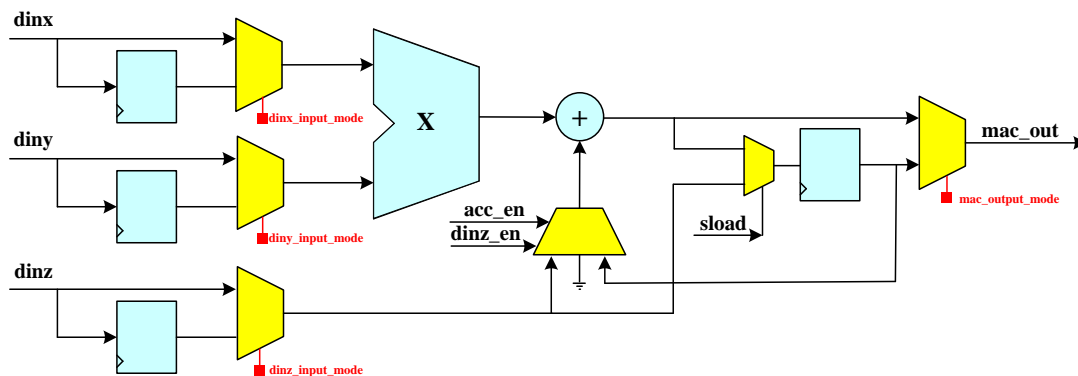 dinx
dinx_input_mode
diny
X
+
mac_out
diny_input_mode
acc_en
dinz_en
sload
mac_output_mode
dinz
dinz_input_mode